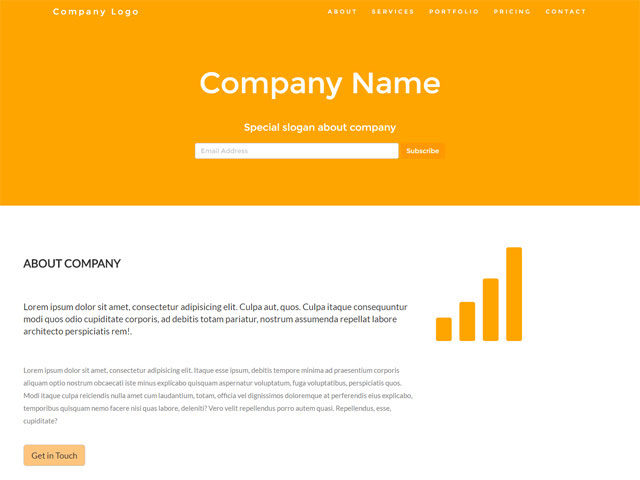 Company Logo
ABOUT SERVICES PORTFOLIO PRICING CONTACT
Company Name
Special slogan about company
Email Address Subscribe
ABOUT COMPANY
Lorem ipsum dolor sit amet, consectetur adipisicing elit. Culpa aut, quos. Culpa itaque consequuntur
modi quos odio cupiditate corporis, ad debitis totam pariatur, nostrum assumenda repellat labore
architecto perspiciatis rem!.
Lorem ipsum dolor sit amet, consectetur adipisicing elit. Itaque esse ipsum, debitis tempore minima ad praesentium corporis
aliquam optio nostrum obcaecati iste minus explicabo quisquam aspernatur voluptatum, fuga voluptatibus, perspiciatis quos.
Modi itaque culpa reiciendis nulla amet cum laudantium, totam, officia vel dignissimos doloremque at perferendis eius explicabo,
temporibus quisquam nemo facere nisi quas labore, deleniti? Vero velit repellendus porro autem quasi. Repellendus, esse,
cupiditate?
Get in Touch